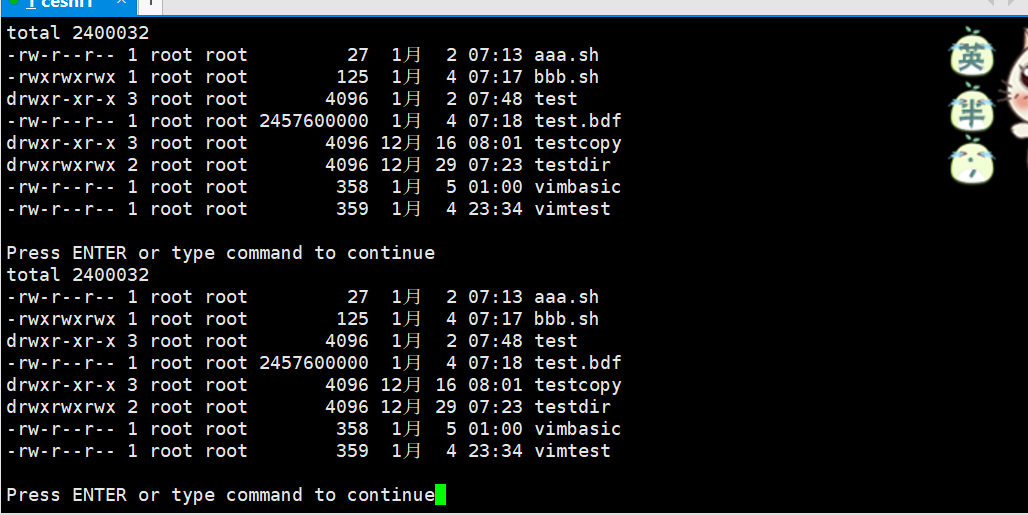 1 ceshi1 × +
total 2400032
-rw-r--r-- 1 root root         27  1月   2 07:13 aaa.sh
-rwxrwxrwx 1 root root        125  1月   4 07:17 bbb.sh
drwxr-xr-x 3 root root       4096  1月   2 07:48 test
-rw-r--r-- 1 root root 2457600000  1月   4 07:18 test.bdf
drwxr-xr-x 3 root root       4096 12月  16 08:01 testcopy
drwxrwxrwx 2 root root       4096 12月  29 07:23 testdir
-rw-r--r-- 1 root root        358  1月   5 01:00 vimbasic
-rw-r--r-- 1 root root        359  1月   4 23:34 vimtest
Press ENTER or type command to continue
total 2400032
-rw-r--r-- 1 root root         27  1月   2 07:13 aaa.sh
-rwxrwxrwx 1 root root        125  1月   4 07:17 bbb.sh
drwxr-xr-x 3 root root       4096  1月   2 07:48 test
-rw-r--r-- 1 root root 2457600000  1月   4 07:18 test.bdf
drwxr-xr-x 3 root root       4096 12月  16 08:01 testcopy
drwxrwxrwx 2 root root       4096 12月  29 07:23 testdir
-rw-r--r-- 1 root root        358  1月   5 01:00 vimbasic
-rw-r--r-- 1 root root        359  1月   4 23:34 vimtest
Press ENTER or type command to continue
英
半